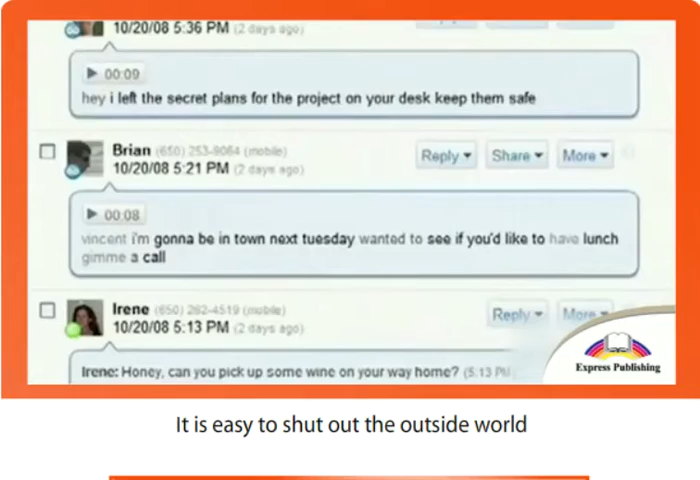 10/20/08 5:36 PM (2 days ago)
00:09
hey i left the secret plans for the project on your desk keep them safe
Brian (650) 253-9064 (mobile)
Reply Share More
10/20/08 5:21 PM (2 days ago)
00:08
vincent i'm gonna be in town next tuesday wanted to see if you'd like to have lunch
gimme a call
Irene (650) 282-4519 (mobile)
Reply More
10/20/08 5:13 PM (2 days ago)
Irene: Honey, can you pick up some wine on your way home? (5:13 PM
Express Publishing
It is easy to shut out the outside world